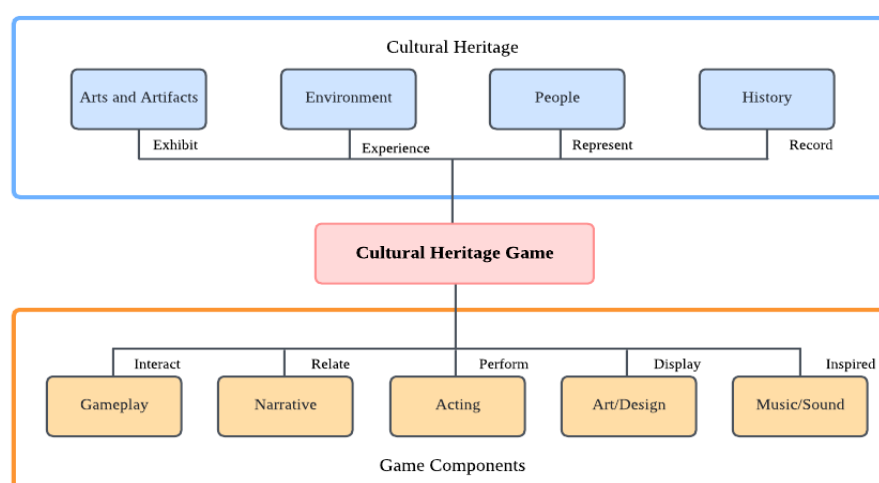 Cultural Heritage
Arts and Artifacts
Environment
People
History
Exhibit
Experience
Represent
Record
Cultural Heritage Game
Interact
Relate
Perform
Display
Inspired
Gameplay
Narrative
Acting
Art/Design
Music/Sound
Game Components